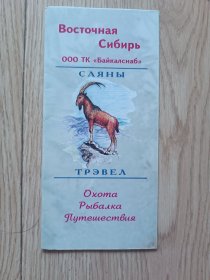 Восточная
Сибирь
ООО ТК «Байкалснаб»
САЯНЫ
ТРЭВЕЛ
Охота
Рыбалка
Путешествия